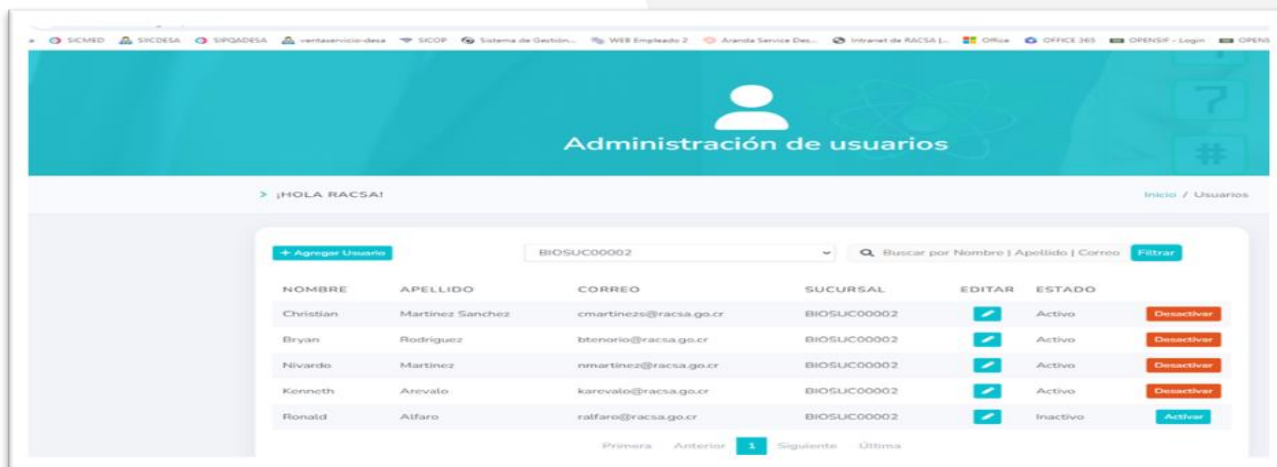 SICMED SIICDESA SIPQADESA ventaservicio-desa SICOP Sistema de Gestión... WEB Empleado 2 Aranda Service Des... Intranet de RACSA |... Office OFFICE 365 OPENSIF - Login OPENS
7
#
Administración de usuarios
> ¡HOLA RACSA!
Inicio / Usuarios
+ Agregar Usuario BIOSUC00002 Buscar por Nombre | Apellido | Correo Filtrar
NOMBRE APELLIDO CORREO SUCURSAL EDITAR ESTADO
Christian Martinez Sanchez cmartinezs@racsa.go.cr BIOSUC00002 Activo Desactivar
Bryan Rodriguez btenorio@racsa.go.cr BIOSUC00002 Activo Desactivar
Nivardo Martinez nmartinez@racsa.go.cr BIOSUC00002 Activo Desactivar
Kenneth Arevalo karevalo@racsa.go.cr BIOSUC00002 Activo Desactivar
Ronald Alfaro ralfaro@racsa.go.cr BIOSUC00002 Inactivo Activar
Primera Anterior 1 Siguiente Última